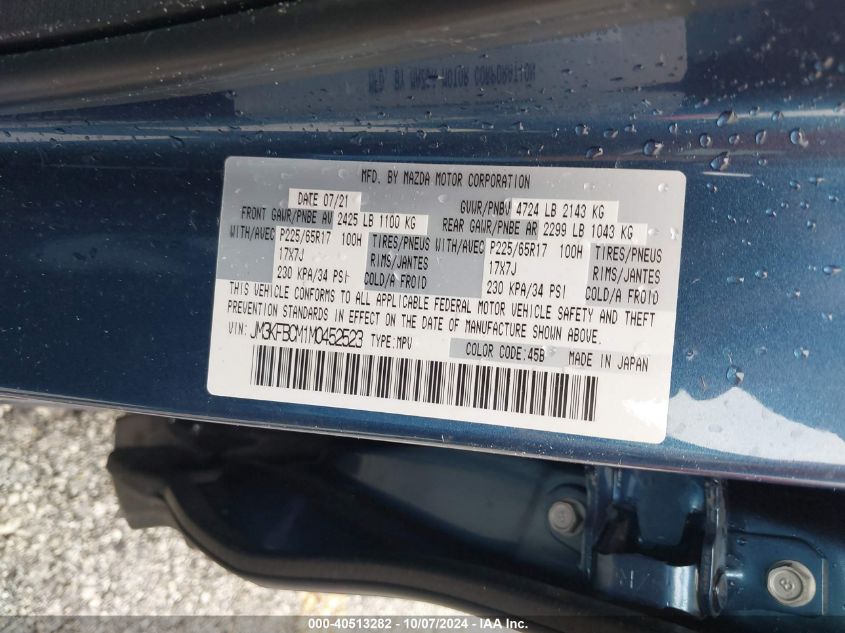 MFD. BY MAZDA MOTOR CORPORATION
DATE 07/21 GVWR/PNBV 4724 LB 2143 KG
FRONT GAWR/PNBE AV 2425 LB 1100 KG REAR GAWR/PNBE AR 2299 LB 1043 KG
WITH/AVEC P225/65R17 100H TIRES/PNEUS WITH/AVEC P225/65R17 100H TIRES/PNEUS
17X7J RIMS/JANTES 17X7J RIMS/JANTES
230 KPA/34 PSI COLD/A FROID 230 KPA/34 PSI COLD/A FROID
THIS VEHICLE CONFORMS TO ALL APPLICABLE FEDERAL MOTOR VEHICLE SAFETY AND THEFT
PREVENTION STANDARDS IN EFFECT ON THE DATE OF MANUFACTURE SHOWN ABOVE.
VIN: JM3KFBCM1M0452523 TYPE:MPV COLOR CODE:45B MADE IN JAPAN
000-40513282 - 10/07/2024 - IAA Inc.